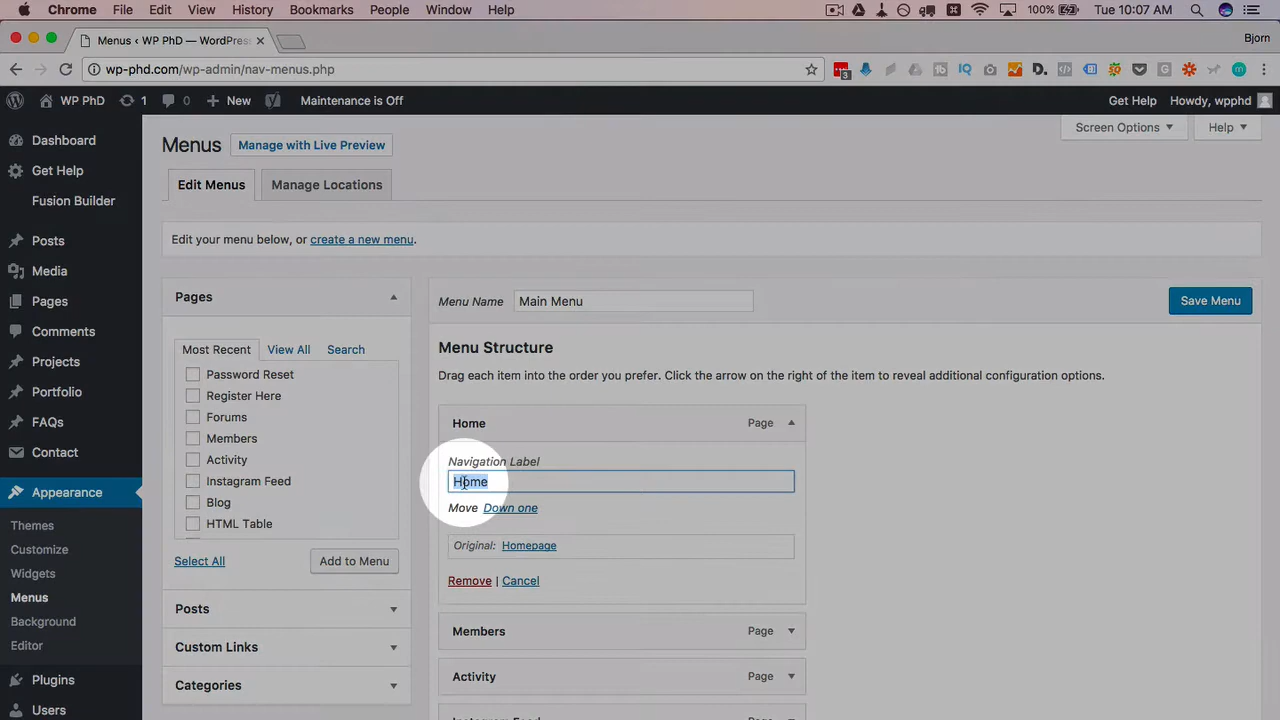 Chrome File Edit View History Bookmarks People Window Help 100% Tue 10:07 AM
Menus ‹ WP PhD — WordPress
Bjorn
wp-phd.com/wp-admin/nav-menus.php
3
WP PhD 1 0 New Maintenance is Off Get Help Howdy, wpphd
Screen Options Help
Dashboard
Get Help
Fusion Builder
Posts
Media
Pages
Comments
Projects
Portfolio
FAQs
Contact
Appearance
Themes
Customize
Widgets
Menus
Background
Editor
Plugins
Users
Menus Manage with Live Preview
Edit Menus Manage Locations
Edit your menu below, or create a new menu.
Pages
Most Recent View All Search
Password Reset
Register Here
Forums
Members
Activity
Instagram Feed
Blog
HTML Table
Select All Add to Menu
Posts
Custom Links
Categories
Menu Name Main Menu Save Menu
Menu Structure
Drag each item into the order you prefer. Click the arrow on the right of the item to reveal additional configuration options.
Home Page
Navigation Label
Home
Move Down one
Original: Homepage
Remove | Cancel
Members Page
Activity Page
Instagram Feed Page